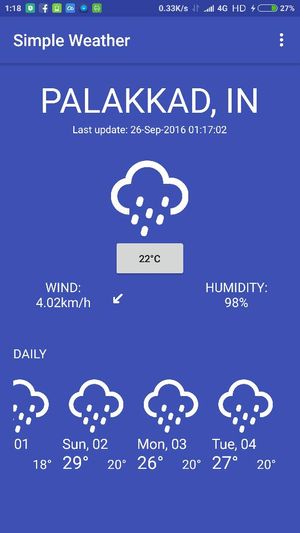 1:18 0.33K/s 4G HD 27%
Simple Weather
PALAKKAD, IN
Last update: 26-Sep-2016 01:17:02
22°C
WIND: HUMIDITY:
4.02km/h 98%
DAILY
01 Sun, 02 Mon, 03 Tue, 04
18° 29° 20° 26° 20° 27° 20°